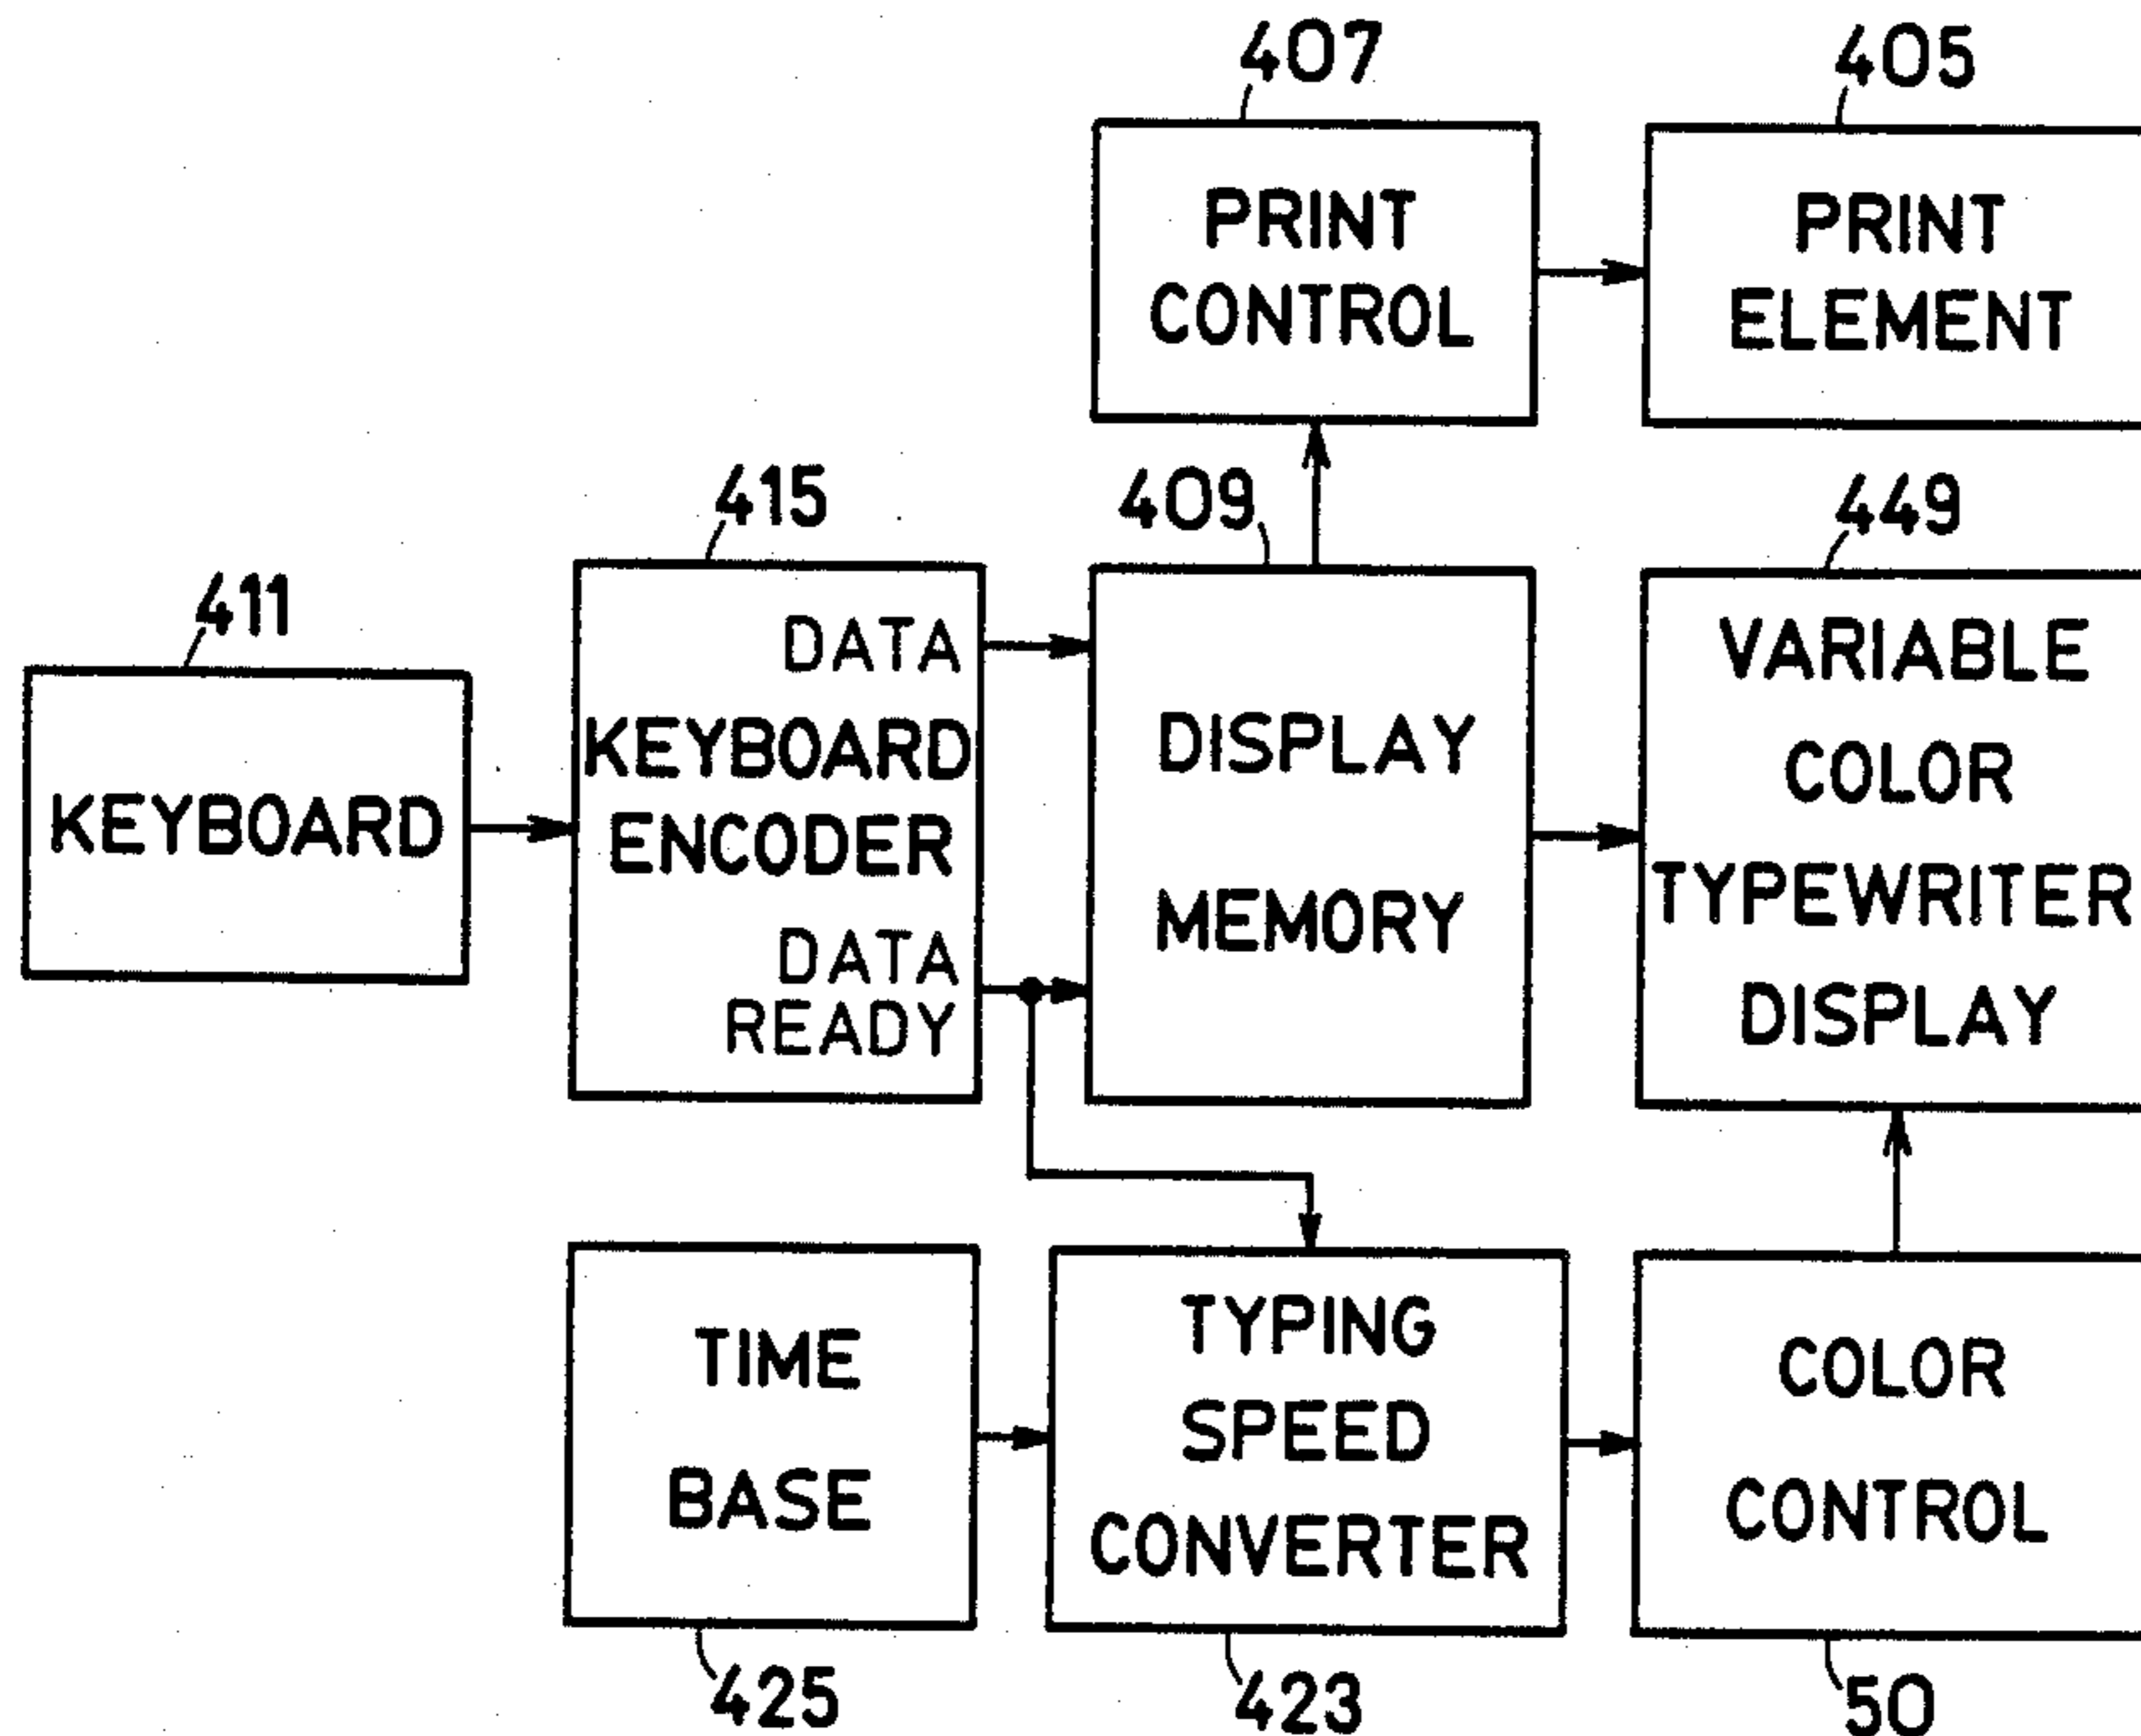 407
405
PRINT
CONTROL
PRINT
ELEMENT
415
409
449
411
KEYBOARD
DATA
KEYBOARD
ENCODER
DATA
READY
DISPLAY
MEMORY
VARIABLE
COLOR
TYPEWRITER
DISPLAY
TIME
BASE
TYPING
SPEED
CONVERTER
COLOR
CONTROL
425
423
50